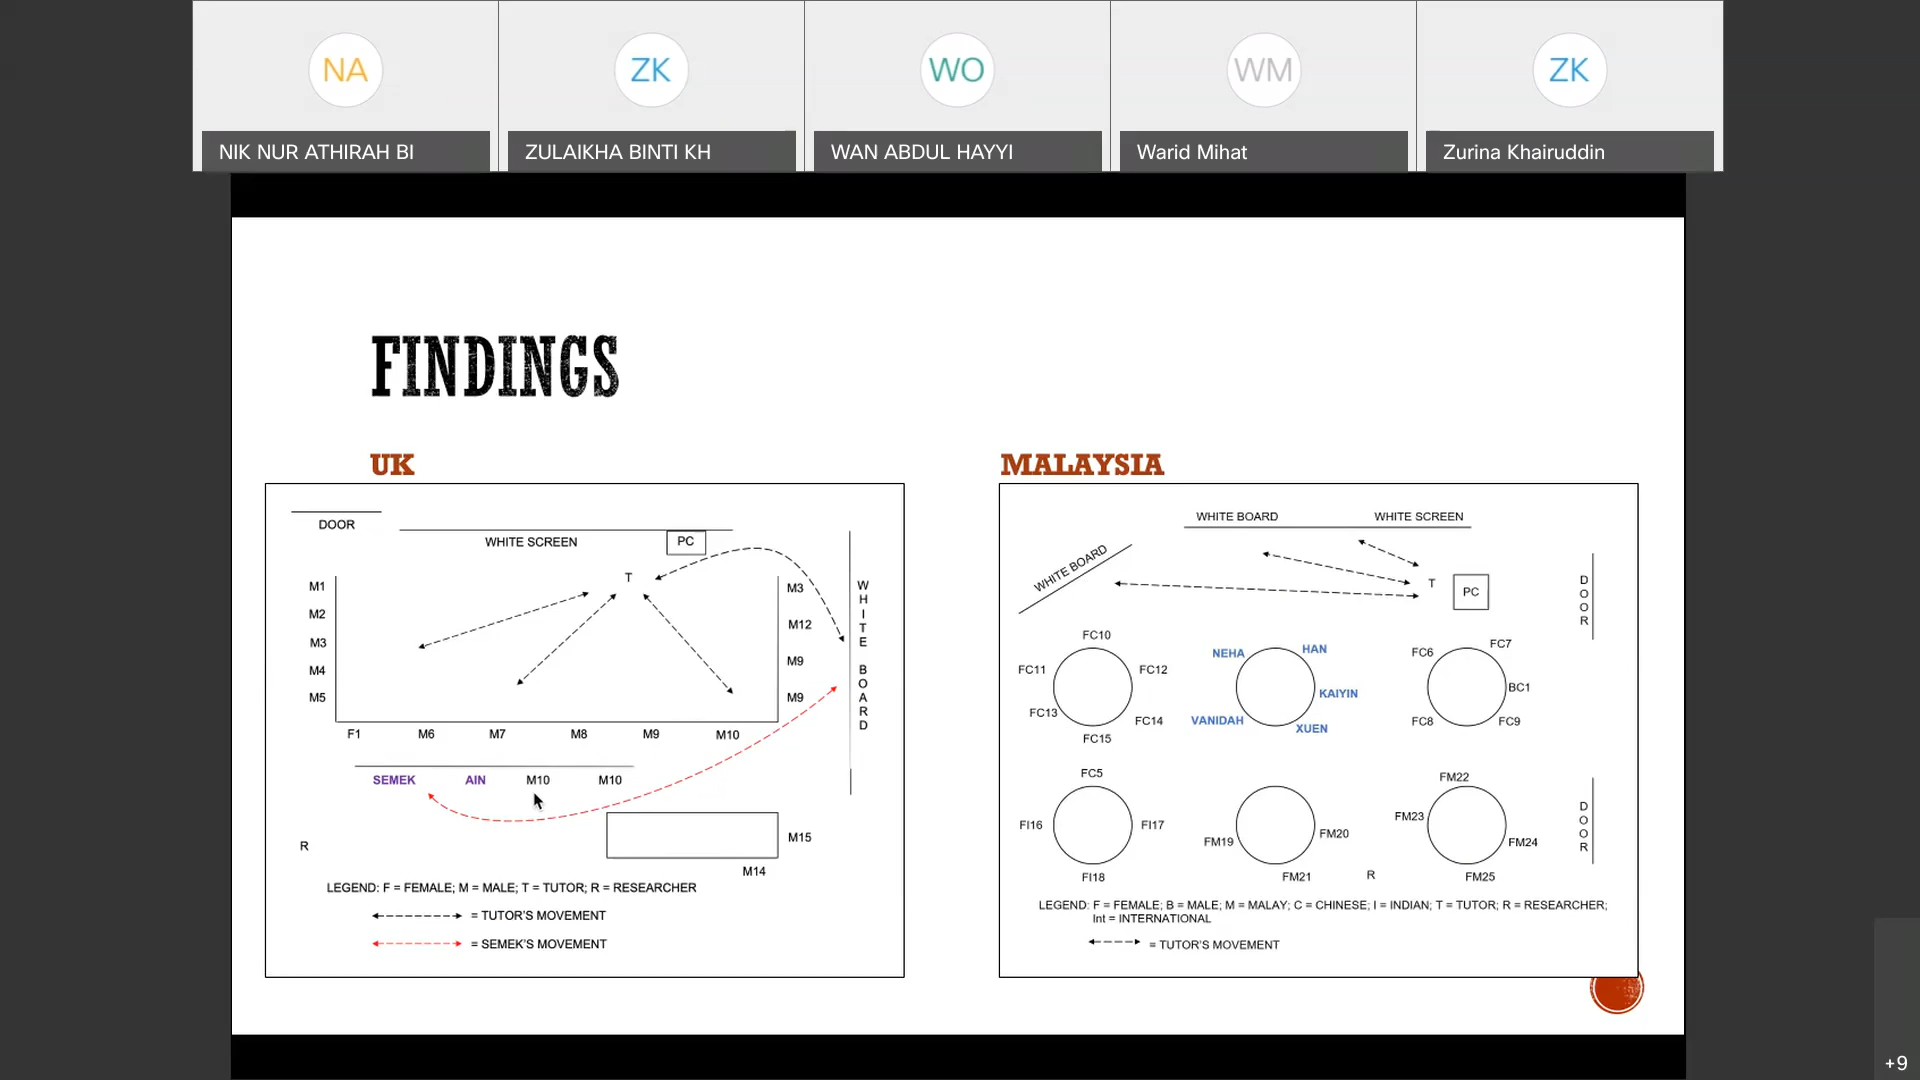 NA
ZK
WO
WM
ZK
NIK NUR ATHIRAH BI
ZULAIKHA BINTI KH
WAN ABDUL HAYYI
Warid Mihat
Zurina Khairuddin
FINDINGS
UK
DOOR
WHITE SCREEN
PC
T
M1
M2
M3
M4
M5
M3
M12
M9
M9
WHITE BOARD
F1 M6 M7 M8 M9 M10
SEMEK AIN M10 M10
R
M15
M14
LEGEND: F = FEMALE; M = MALE; T = TUTOR; R = RESEARCHER
= TUTOR'S MOVEMENT
= SEMEK'S MOVEMENT
MALAYSIA
WHITE BOARD WHITE SCREEN
WHITE BOARD
T
PC
DOOR
FC10
FC11
FC12
FC13
FC14
FC15
NEHA
HAN
KAIYIN
VANIDAH
XUEN
FC6
FC7
BC1
FC8
FC9
FC5
FI16
FI17
FI18
FM19
FM20
FM21
FM22
FM23
FM24
FM25
DOOR
R
LEGEND: F = FEMALE; B = MALE; M = MALAY; C = CHINESE; I = INDIAN; T = TUTOR; R = RESEARCHER;
Int = INTERNATIONAL
= TUTOR'S MOVEMENT
+9